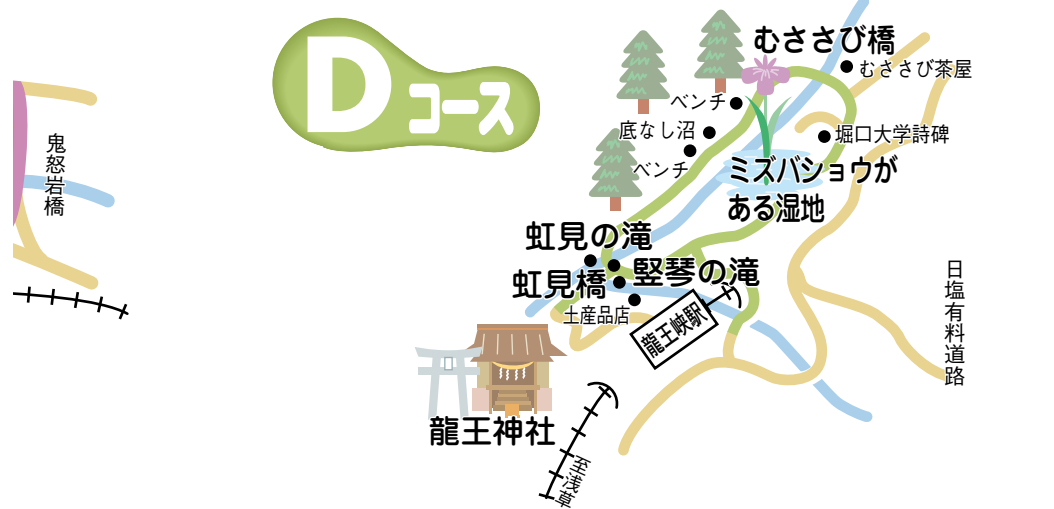 Dコース
むささび橋
むささび茶屋
ベンチ
底なし沼
堀口大学詩碑
ベンチ
ミズバショウが
ある湿地
鬼怒岩橋
虹見の滝
竪琴の滝
虹見橋
土産品店
龍王峡駅
日塩有料道路
龍王神社
至浅草